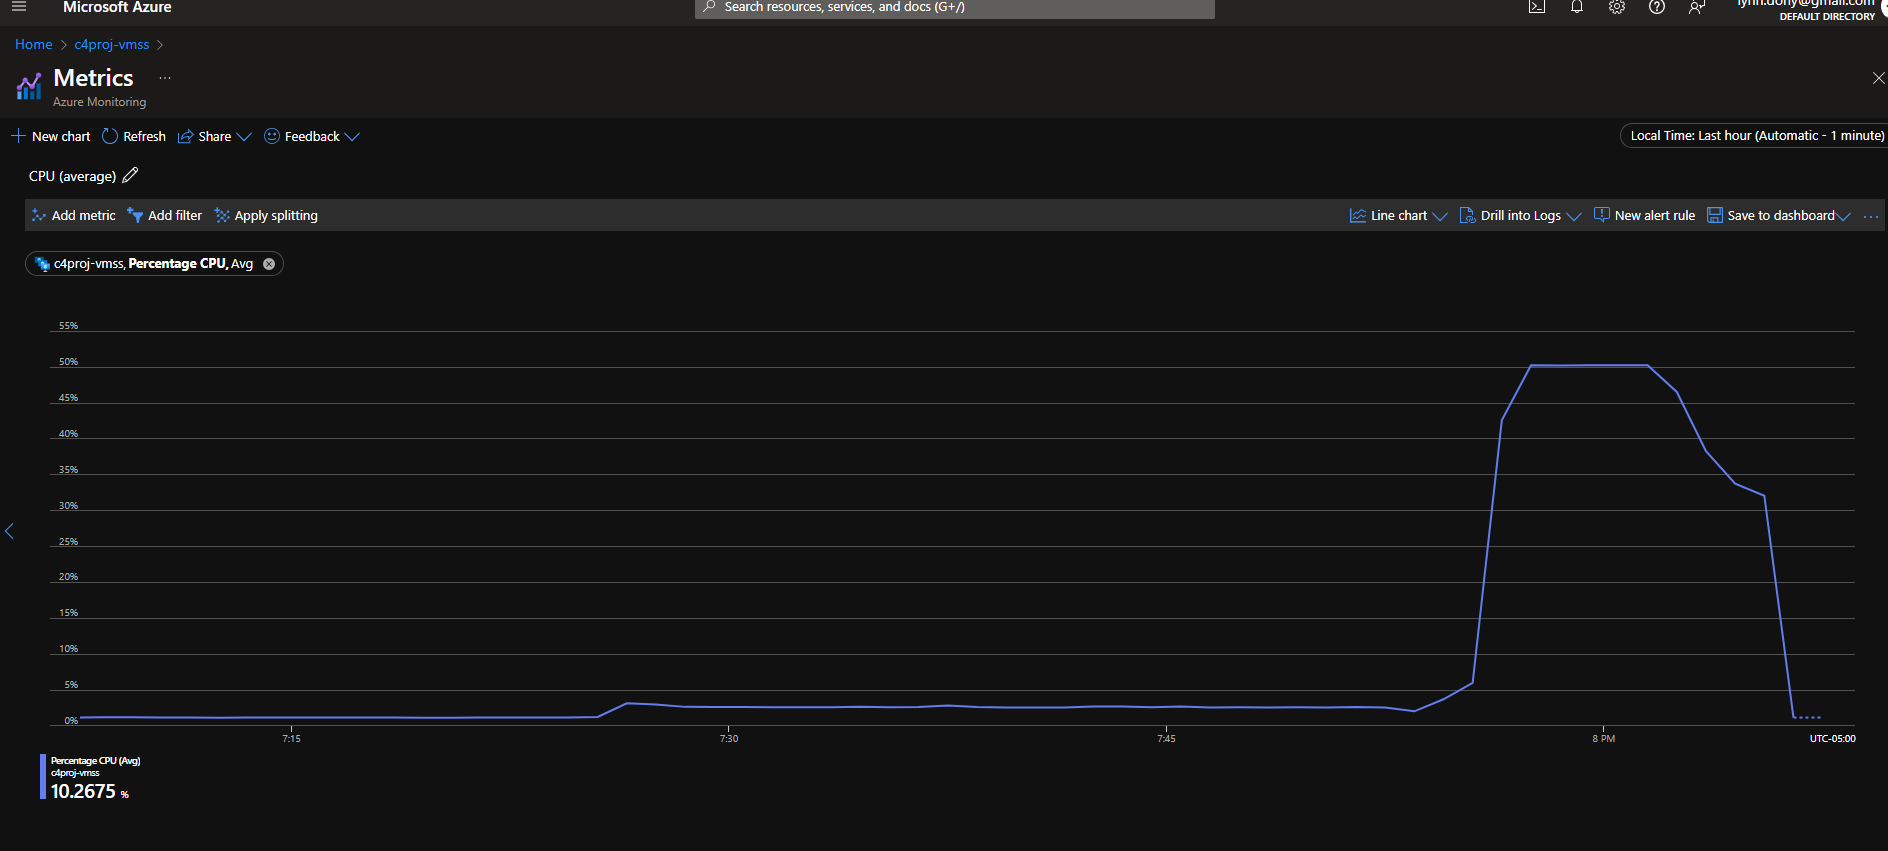 Microsoft Azure
Search resources, services, and docs (G+/)
lynn.dohy@gmail.com
DEFAULT DIRECTORY
Home > c4proj-vmss >
Metrics ...
Azure Monitoring
New chart Refresh Share Feedback
Local Time: Last hour (Automatic - 1 minute)
CPU (average)
Add metric Add filter Apply splitting Line chart Drill into Logs New alert rule Save to dashboard ...
c4proj-vmss, Percentage CPU, Avg
55%
50%
45%
40%
35%
30%
25%
20%
15%
10%
5%
0%
7:15 7:30 7:45 8 PM UTC-05:00
Percentage CPU (Avg)
c4proj-vmss
10.2675 %